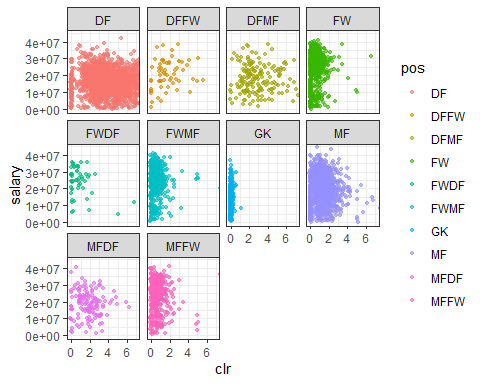 DF DFFW DFMF FW
4e+07
3e+07
2e+07
1e+07
0e+00
FWDF FWMF GK MF
4e+07
3e+07
2e+07
1e+07
0e+00
MFDF MFFW
4e+07
3e+07
2e+07
1e+07
0e+00
0 2 4 6 0 2 4 6 0 2 4 6 0 2 4 6
clr
salary
pos
DF
DFFW
DFMF
FW
FWDF
FWMF
GK
MF
MFDF
MFFW